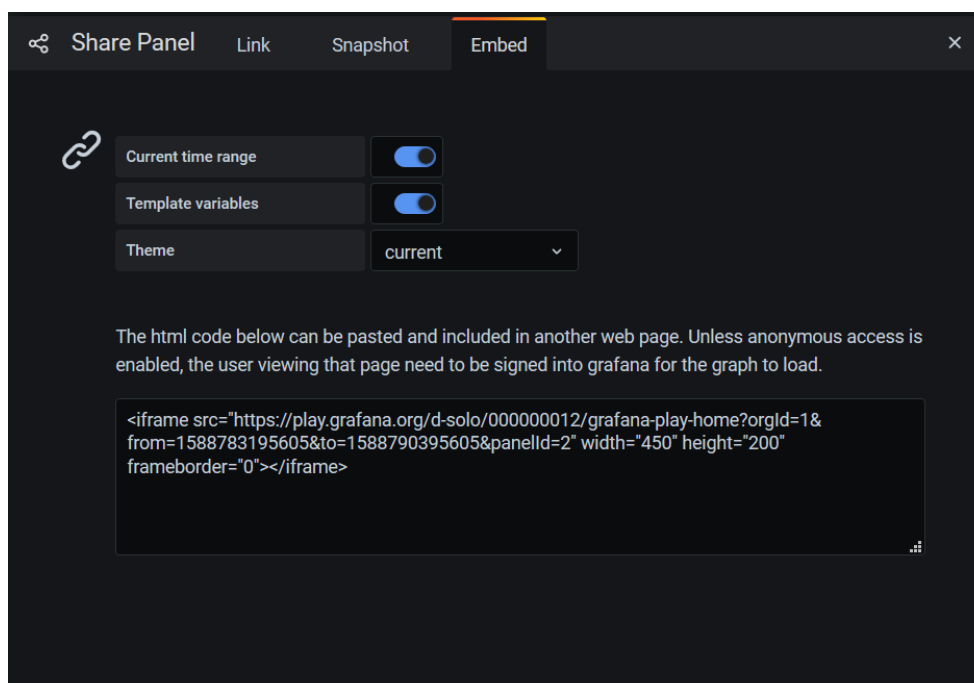 Share Panel Link Snapshot Embed
Current time range
Template variables
Theme current
The html code below can be pasted and included in another web page. Unless anonymous access is
enabled, the user viewing that page need to be signed into grafana for the graph to load.
<iframe src="https://play.grafana.org/d-solo/000000012/grafana-play-home?orgId=1&
from=1588783195605&to=1588790395605&panelId=2" width="450" height="200"
frameborder="0"></iframe>